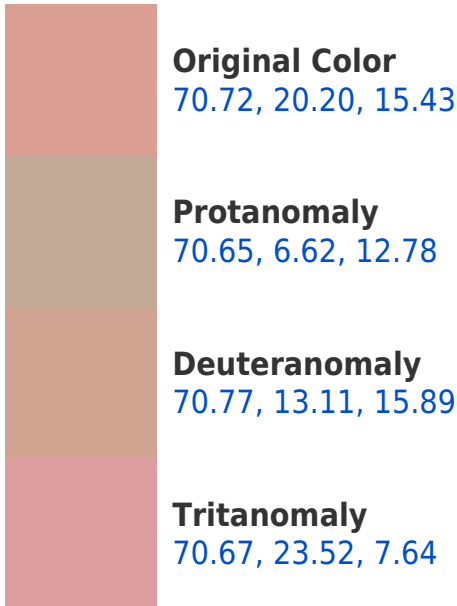 Original Color
70.72, 20.20, 15.43
Protanomaly
70.65, 6.62, 12.78
Deuteranomaly
70.77, 13.11, 15.89
Tritanomaly
70.67, 23.52, 7.64